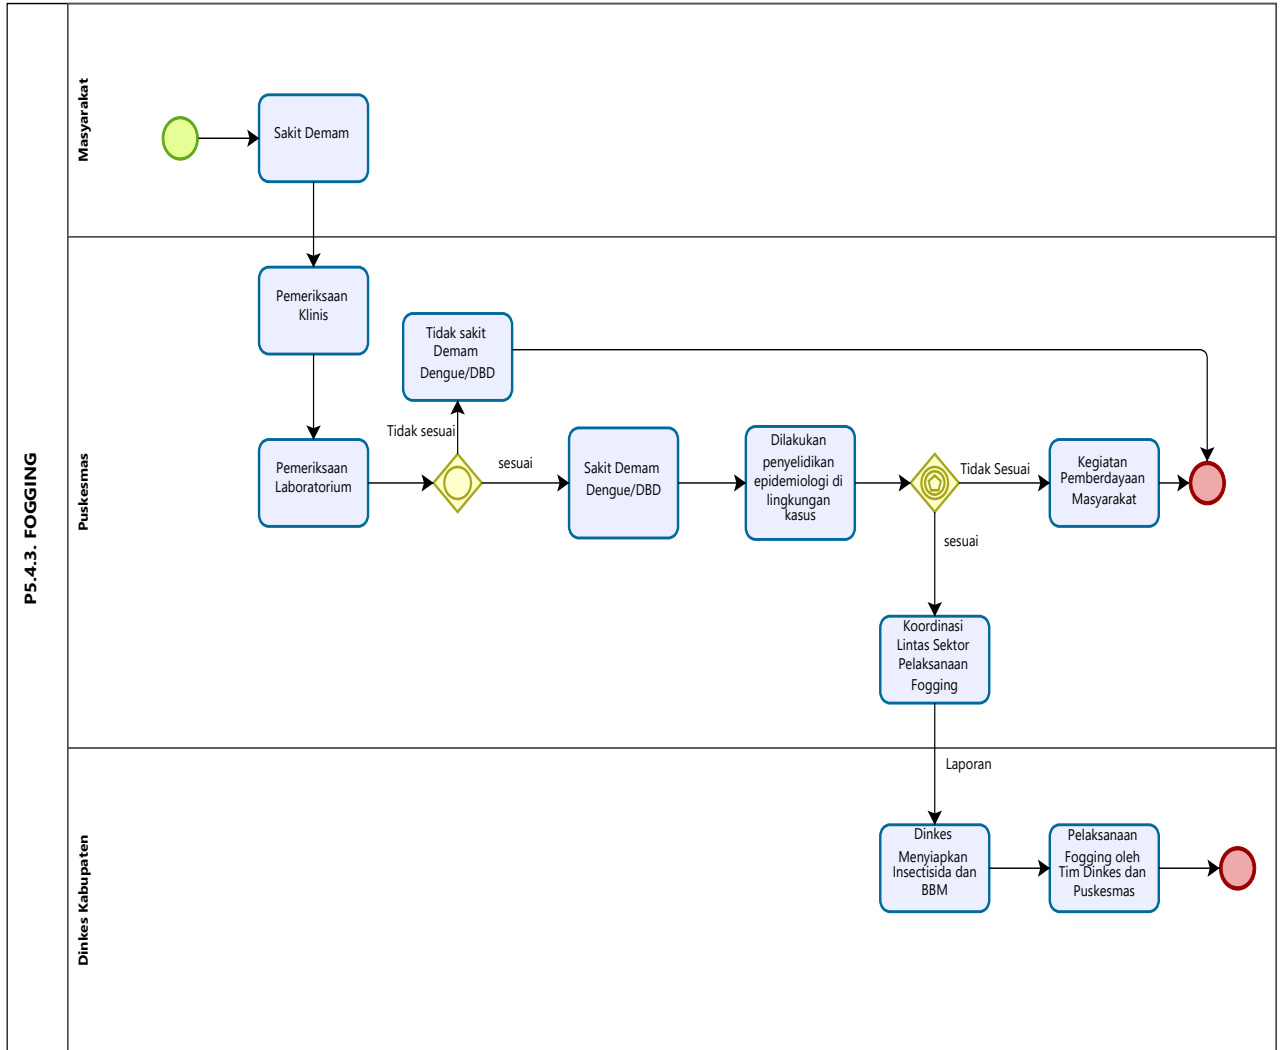 P5.4.3. FOGGING
Masyarakat
Sakit Demam
Puskesmas
Pemeriksaan
Klinis
Tidak sakit
Demam
Dengue/DBD
Tidak sesuai
Pemeriksaan
Laboratorium
sesuai
Sakit Demam
Dengue/DBD
Dilakukan
penyelidikan
epidemiologi di
lingkungan
kasus
Tidak Sesuai
Kegiatan
Pemberdayaan
Masyarakat
sesuai
Koordinasi
Lintas Sektor
Pelaksanaan
Fogging
Dinkes Kabupaten
Laporan
Dinkes
Menyiapkan
Insectisida dan
BBM
Pelaksanaan
Fogging oleh
Tim Dinkes dan
Puskesmas